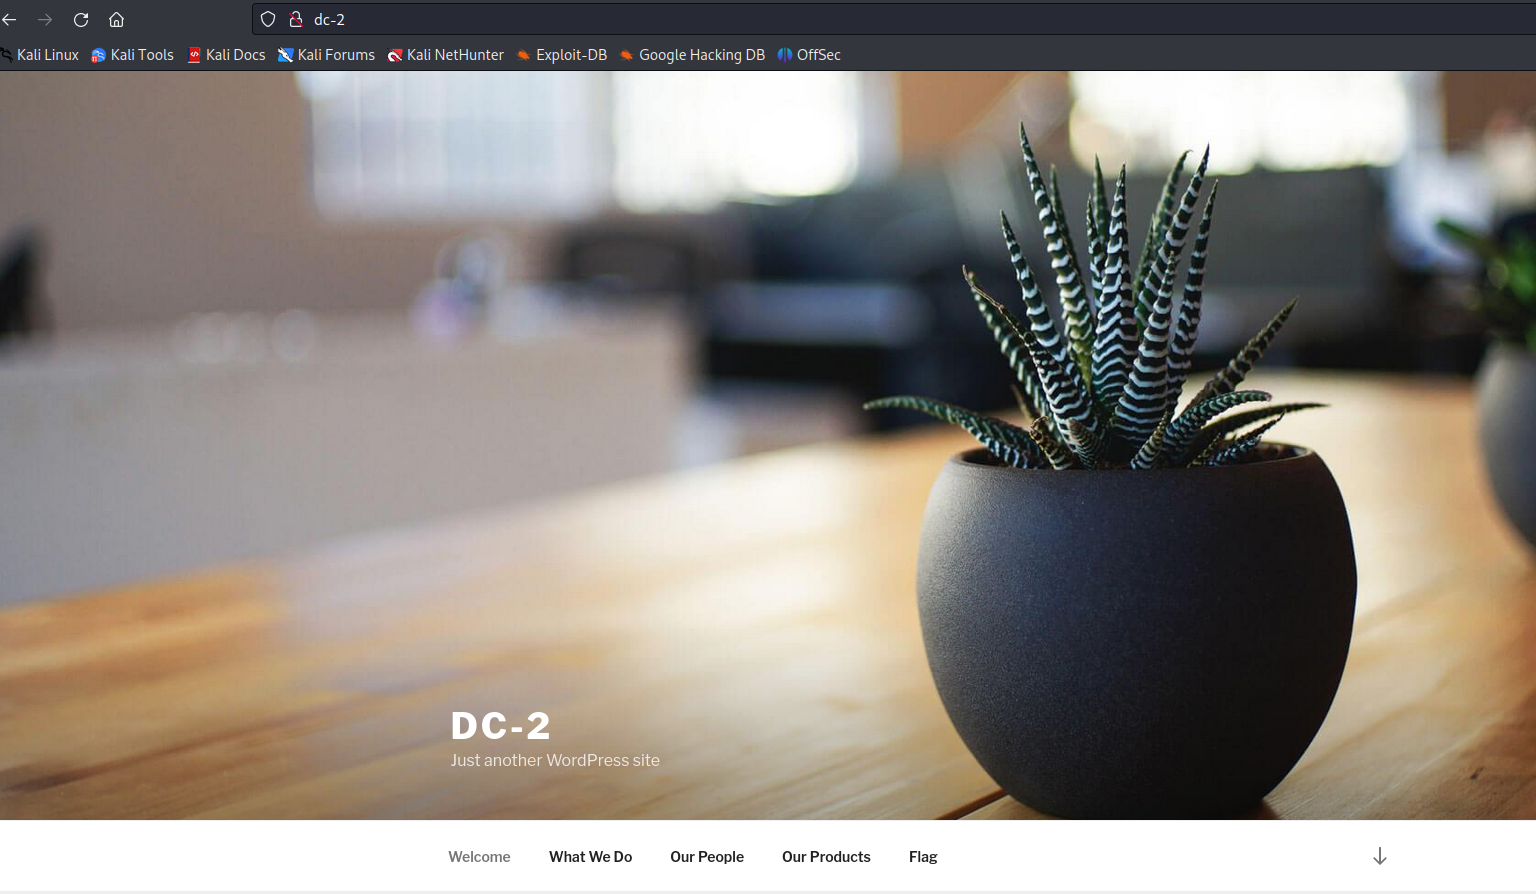 dc-2
Kali Linux Kali Tools Kali Docs Kali Forums Kali NetHunter Exploit-DB Google Hacking DB OffSec
DC-2
Just another WordPress site
Welcome What We Do Our People Our Products Flag